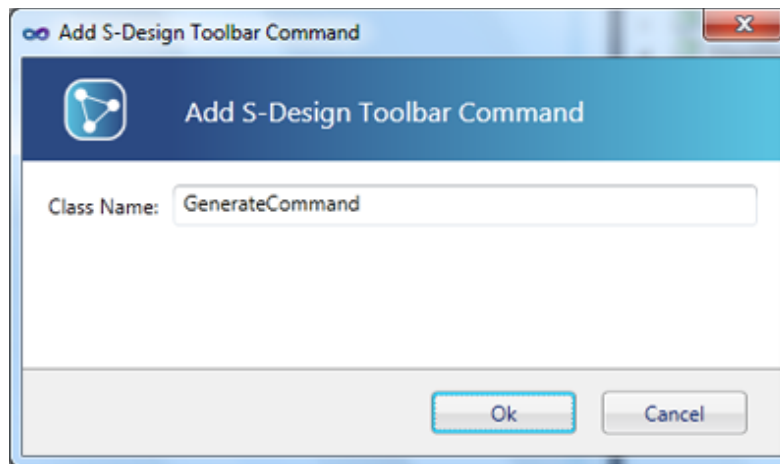 Add S-Design Toolbar Command
Add S-Design Toolbar Command
Class Name: GenerateCommand
Ok Cancel